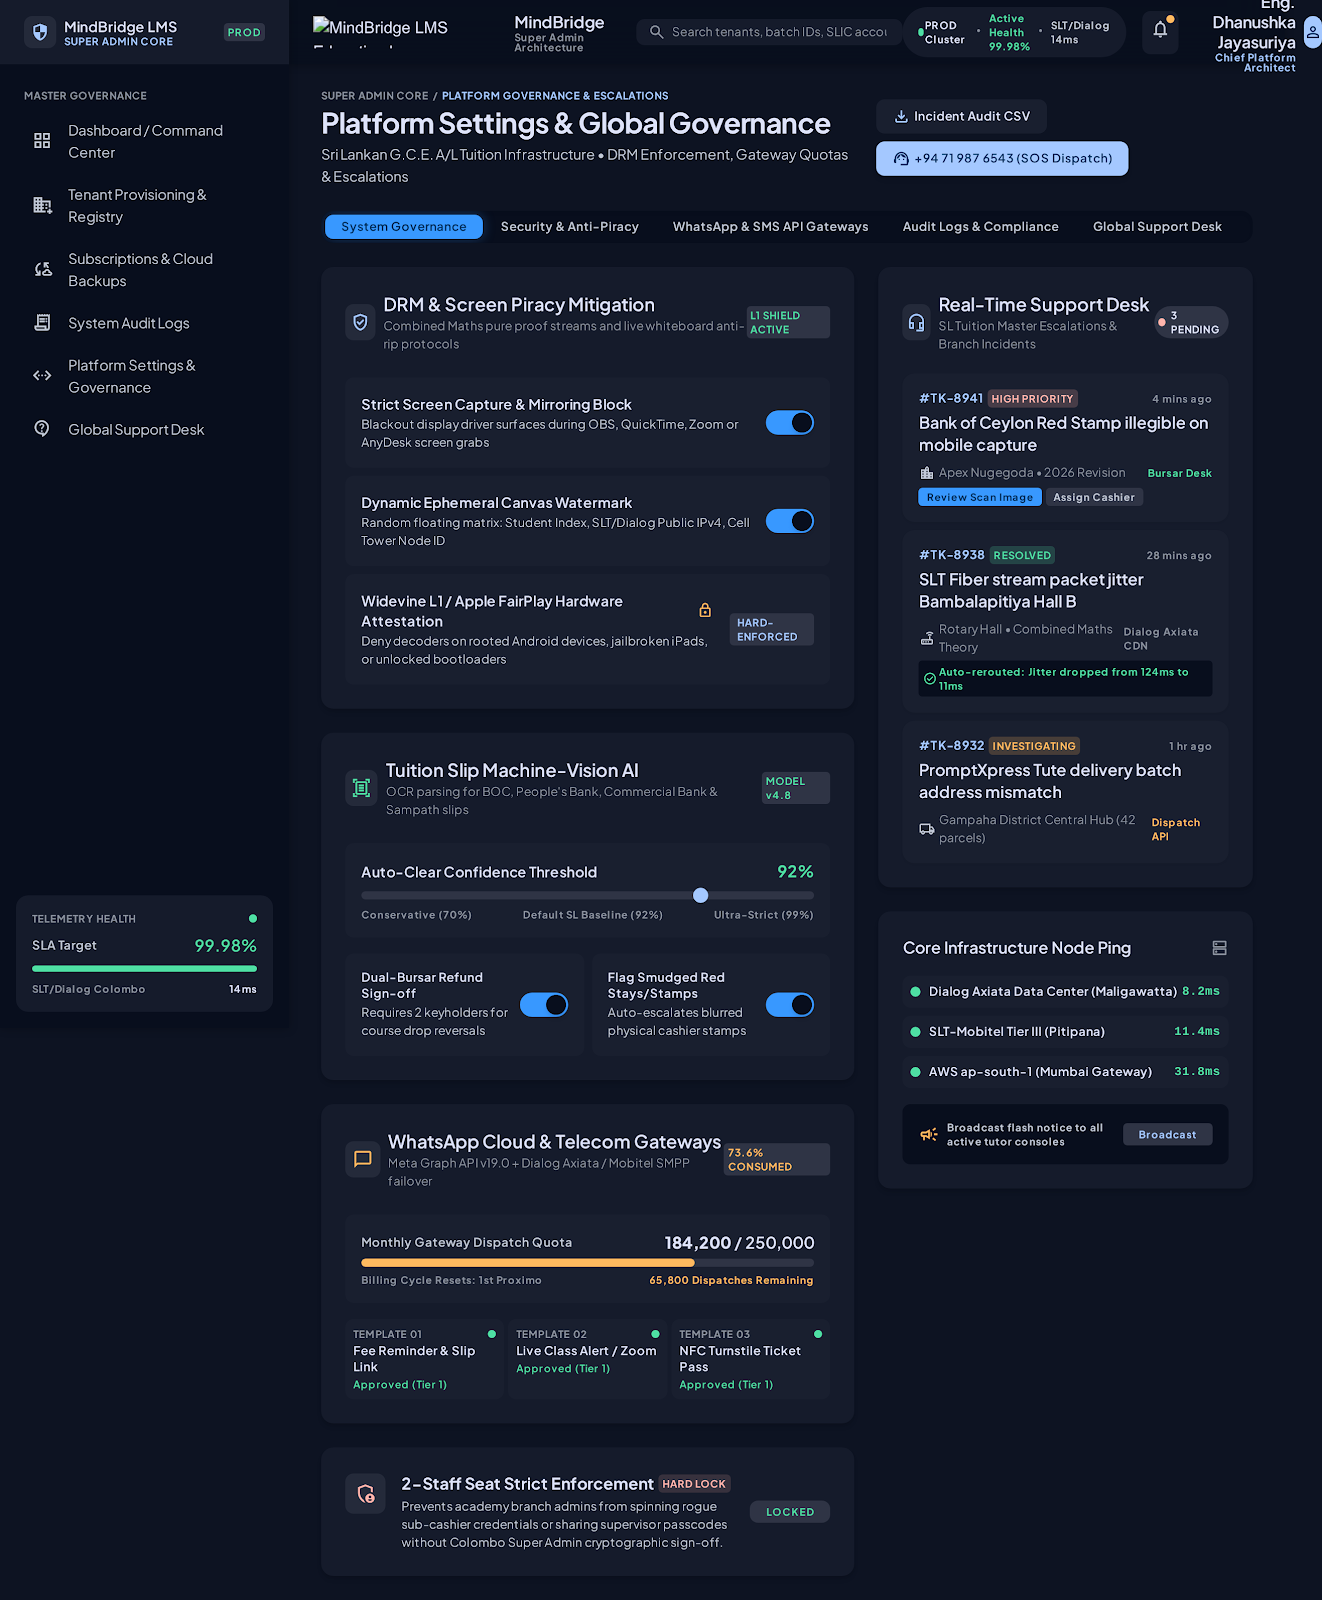 MindBridge LMS
SUPER ADMIN CORE
PROD
MASTER GOVERNANCE
Dashboard / Command
Center
Tenant Provisioning &
Registry
Subscriptions & Cloud
Backups
System Audit Logs
Platform Settings &
Governance
Global Support Desk
TELEMETRY HEALTH
SLA Target
99.98%
SLT/Dialog Colombo
14ms
MindBridge LMS
MindBridge
Super Admin
Architecture
Search tenants, batch IDs, SLIC accou
PROD
Cluster
•
Active
Health
99.98%
•
SLT/Dialog
14ms
Eng.
Dhanushka
Jayasuriya
Chief Platform
Architect
SUPER ADMIN CORE / PLATFORM GOVERNANCE & ESCALATIONS
Platform Settings & Global Governance
Sri Lankan G.C.E. A/L Tuition Infrastructure • DRM Enforcement, Gateway Quotas
& Escalations
Incident Audit CSV
+94 71 987 6543 (SOS Dispatch)
System Governance
Security & Anti-Piracy
WhatsApp & SMS API Gateways
Audit Logs & Compliance
Global Support Desk
DRM & Screen Piracy Mitigation
Combined Maths pure proof streams and live whiteboard anti-
rip protocols
L1 SHIELD
ACTIVE
Strict Screen Capture & Mirroring Block
Blackout display driver surfaces during OBS, QuickTime, Zoom or
AnyDesk screen grabs
Dynamic Ephemeral Canvas Watermark
Random floating matrix: Student Index, SLT/Dialog Public IPv4, Cell
Tower Node ID
Widevine L1 / Apple FairPlay Hardware
Attestation
Deny decoders on rooted Android devices, jailbroken iPads,
or unlocked bootloaders
HARD-
ENFORCED
Tuition Slip Machine-Vision AI
OCR parsing for BOC, People's Bank, Commercial Bank &
Sampath slips
MODEL
v4.8
Auto-Clear Confidence Threshold
92%
Conservative (70%)
Default SL Baseline (92%)
Ultra-Strict (99%)
Dual-Bursar Refund
Sign-off
Requires 2 keyholders for
course drop reversals
Flag Smudged Red
Stays/Stamps
Auto-escalates blurred
physical cashier stamps
WhatsApp Cloud & Telecom Gateways
Meta Graph API v19.0 + Dialog Axiata / Mobitel SMPP
failover
73.6%
CONSUMED
Monthly Gateway Dispatch Quota
184,200 / 250,000
Billing Cycle Resets: 1st Proximo
65,800 Dispatches Remaining
TEMPLATE 01
Fee Reminder & Slip
Link
Approved (Tier 1)
TEMPLATE 02
Live Class Alert / Zoom
Approved (Tier 1)
TEMPLATE 03
NFC Turnstile Ticket
Pass
Approved (Tier 1)
2-Staff Seat Strict Enforcement
HARD LOCK
Prevents academy branch admins from spinning rogue
sub-cashier credentials or sharing supervisor passcodes
without Colombo Super Admin cryptographic sign-off.
LOCKED
Real-Time Support Desk
SL Tuition Master Escalations &
Branch Incidents
3
PENDING
#TK-8941
HIGH PRIORITY
4 mins ago
Bank of Ceylon Red Stamp illegible on
mobile capture
Apex Nugegoda • 2026 Revision
Bursar Desk
Review Scan Image
Assign Cashier
#TK-8938
RESOLVED
28 mins ago
SLT Fiber stream packet jitter
Bambalapitiya Hall B
Rotary Hall • Combined Maths
Theory
Dialog Axiata
CDN
Auto-rerouted: Jitter dropped from 124ms to
11ms
#TK-8932
INVESTIGATING
1 hr ago
PromptXpress Tute delivery batch
address mismatch
Gampaha District Central Hub (42
parcels)
Dispatch
API
Core Infrastructure Node Ping
Dialog Axiata Data Center (Maligawatta)
8.2ms
SLT-Mobitel Tier III (Pitipana)
11.4ms
AWS ap-south-1 (Mumbai Gateway)
31.8ms
Broadcast flash notice to all
active tutor consoles
Broadcast